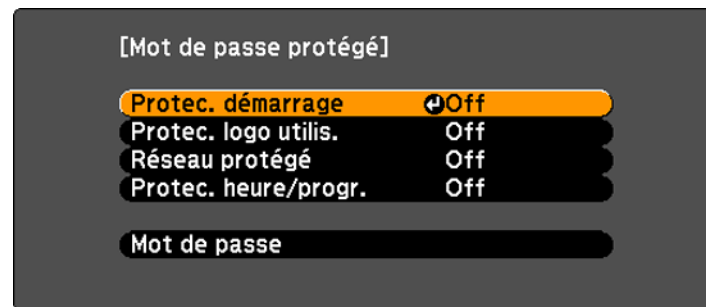 [Mot de passe protégé]
Protec. démarrage Off
Protec. logo utilis. Off
Réseau protégé Off
Protec. heure/progr. Off
Mot de passe